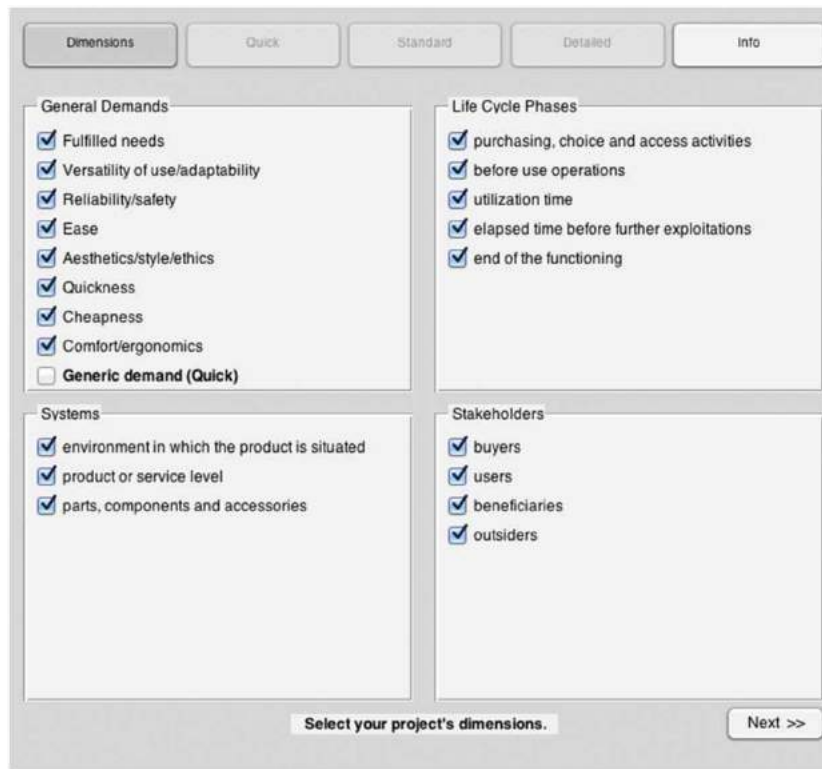 Dimensions
Quick
Standard
Detailed
Info
General Demands
Fulfilled needs
Versatility of use/adaptability
Reliability/safety
Ease
Aesthetics/style/ethics
Quickness
Cheapness
Comfort/ergonomics
Generic demand (Quick)
Life Cycle Phases
purchasing, choice and access activities
before use operations
utilization time
elapsed time before further exploitations
end of the functioning
Systems
environment in which the product is situated
product or service level
parts, components and accessories
Stakeholders
buyers
users
beneficiaries
outsiders
Select your project's dimensions.
Next >>